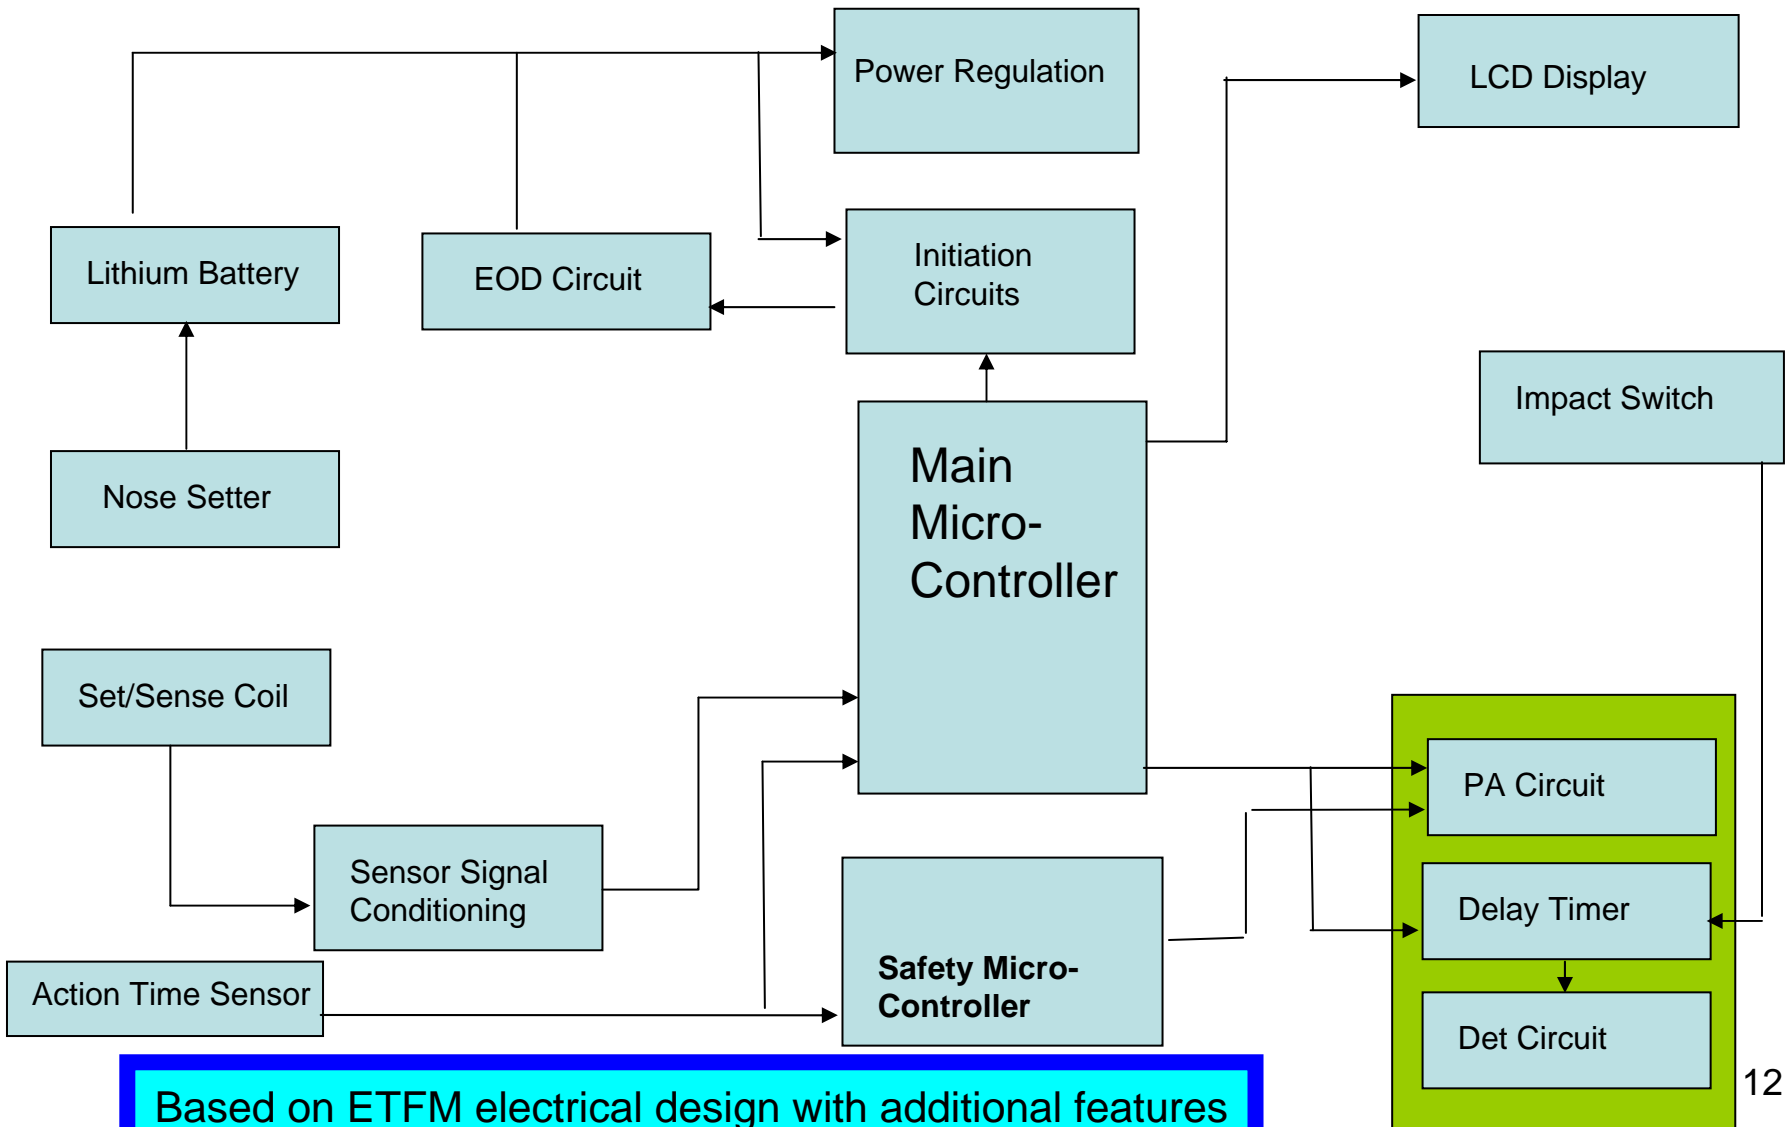 Power Regulation
LCD Display
Lithium Battery
EOD Circuit
Initiation
Circuits
Impact Switch
Nose Setter
Main
Micro-
Controller
Set/Sense Coil
PA Circuit
Sensor Signal
Conditioning
Delay Timer
Action Time Sensor
Safety Micro-
Controller
Det Circuit
12
Based on ETFM electrical design with additional features